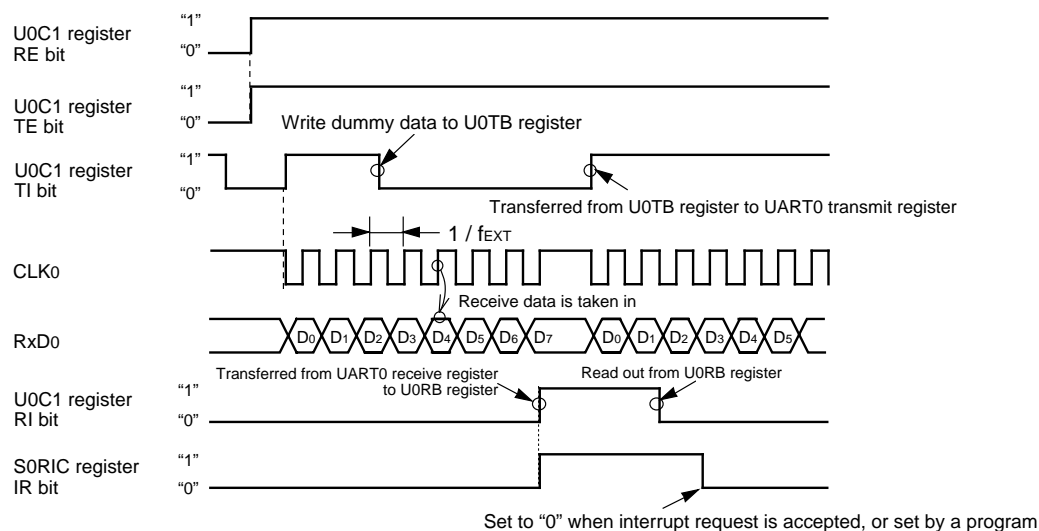 U0C1 register
RE bit
“1”
“0”
U0C1 register
TE bit
“1”
“0”
Write dummy data to U0TB register
U0C1 register
TI bit
“1”
“0”
Transferred from U0TB register to UART0 transmit register
1 / fEXT
CLK0
Receive data is taken in
RxD0
D0 D1 D2 D3 D4 D5 D6 D7 D0 D1 D2 D3 D4 D5
Transferred from UART0 receive register
to U0RB register
Read out from U0RB register
U0C1 register
RI bit
“1”
“0”
S0RIC register
IR bit
“1”
“0”
Set to “0” when interrupt request is accepted, or set by a program